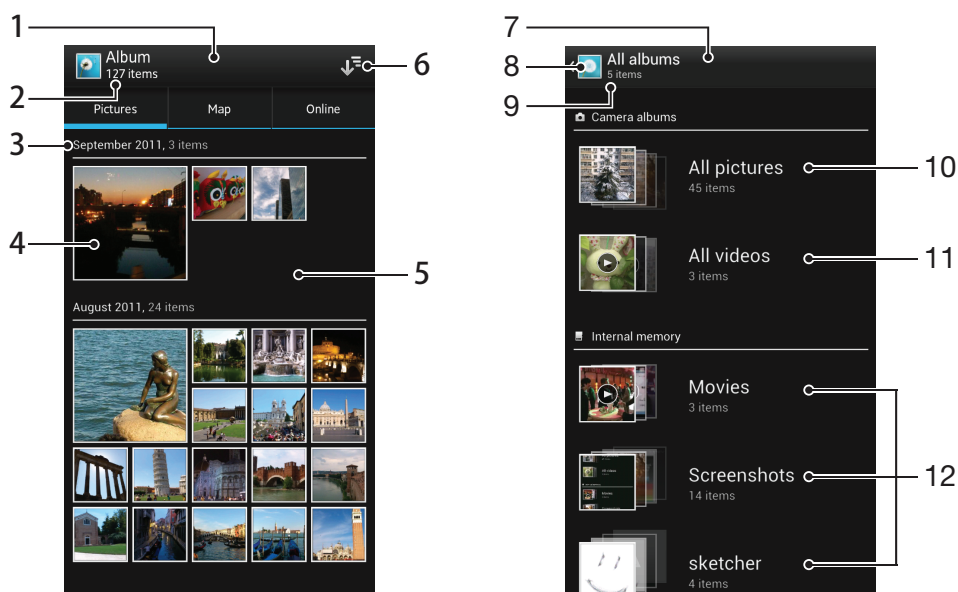 1
Album
127 items
2
6
Pictures
Map
Online
3
September 2011, 3 items
4
5
August 2011, 24 items
7
8
All albums
5 items
9
Camera albums
All pictures
45 items
10
All videos
3 items
11
Internal memory
Movies
3 items
Screenshots
14 items
12
sketcher
4 items